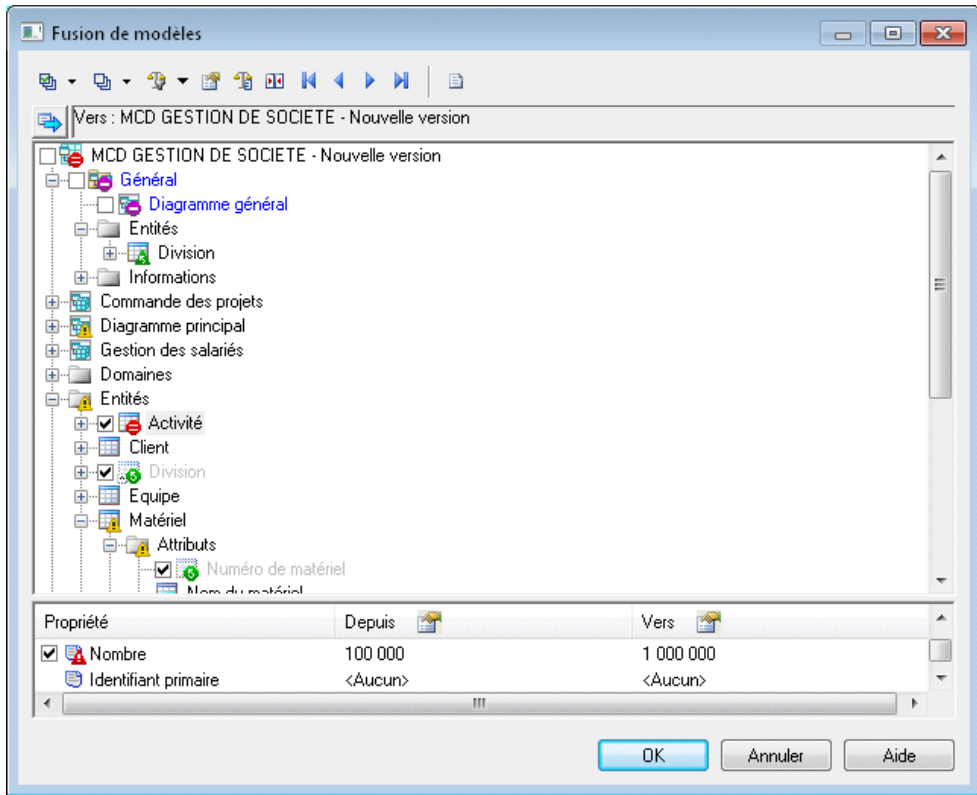 Fusion de modèles
Vers : MCD GESTION DE SOCIETE - Nouvelle version
MCD GESTION DE SOCIETE - Nouvelle version
Général
Diagramme général
Entités
Division
Informations
Commande des projets
Diagramme principal
Gestion des salariés
Domaines
Entités
Activité
Client
Division
Equipe
Matériel
Attributs
Numéro de matériel
Nom du matériel
Propriété Depuis Vers
Nombre 100 000 1 000 000
Identifiant primaire <Aucun> <Aucun>
OK Annuler Aide